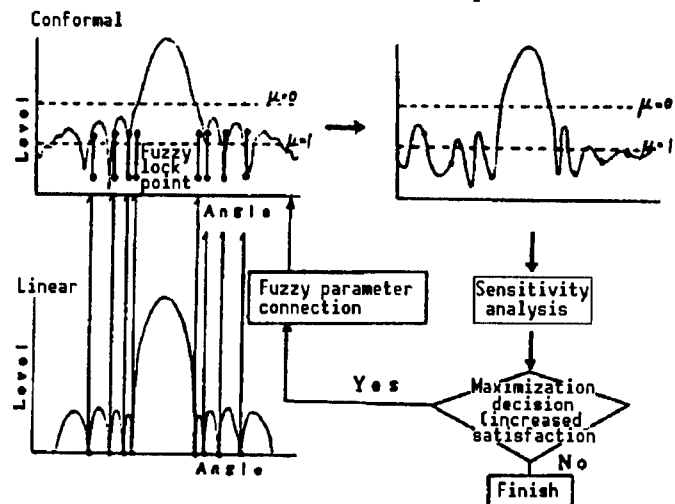 Conformal
Level
μ=0
μ=1
Fuzzy
lock
point
Angle
μ=0
μ=1
Linear
Level
Angle
Fuzzy parameter
connection
Sensitivity
analysis
Yes
Maximization
decision
(increased
satisfaction
No
Finish